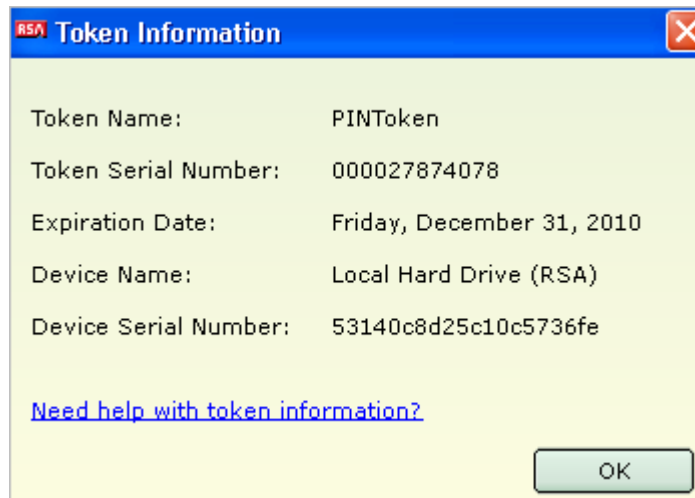 RSA Token Information
Token Name: PINToken
Token Serial Number: 000027874078
Expiration Date: Friday, December 31, 2010
Device Name: Local Hard Drive (RSA)
Device Serial Number: 53140c8d25c10c5736fe
Need help with token information?
OK